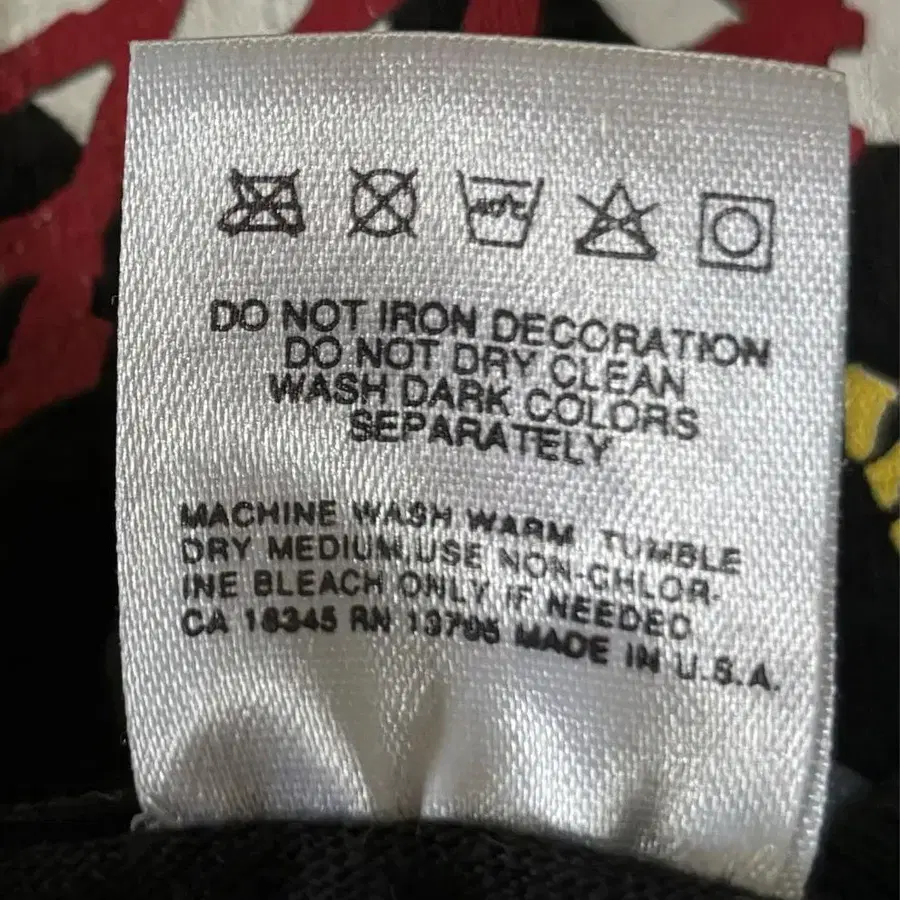 40°C
DO NOT IRON DECORATION
DO NOT DRY CLEAN
WASH DARK COLORS
SEPARATELY
MACHINE WASH WARM TUMBLE
DRY MEDIUM,USE NON-CHLOR-
INE BLEACH ONLY IF NEEDED
CA 18345 RN 13765 MADE IN U.S.A.